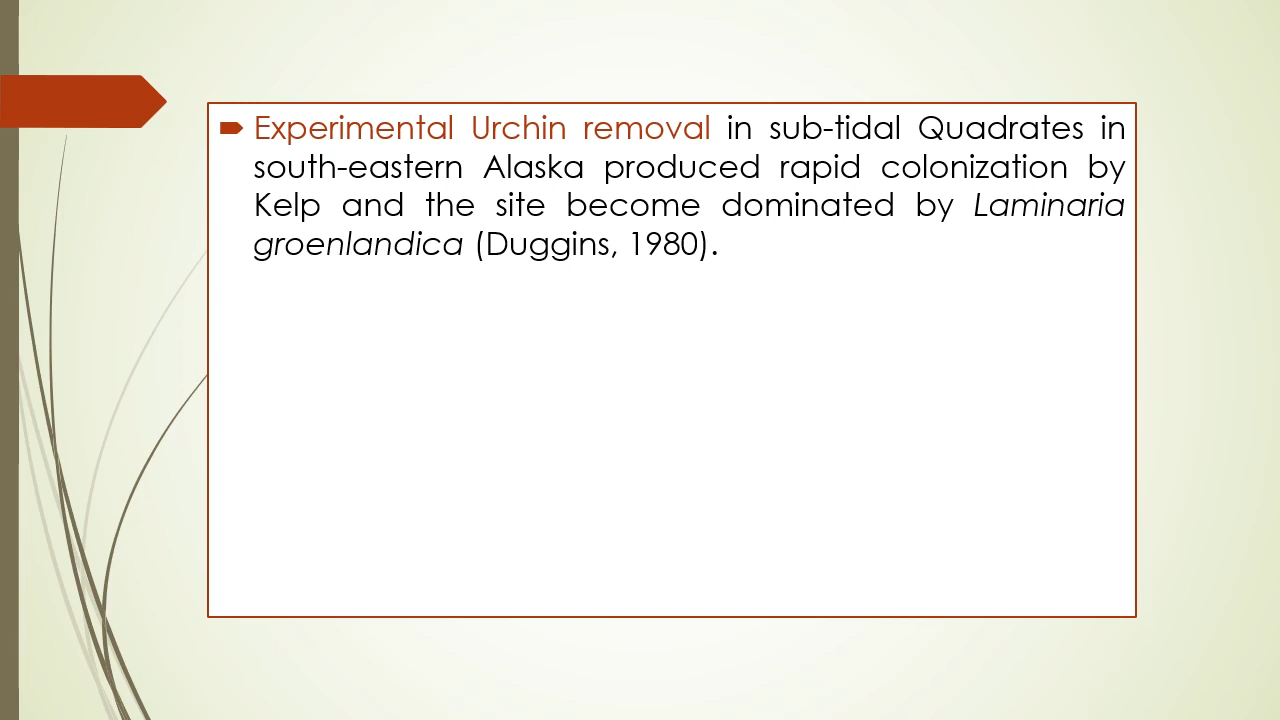 Experimental Urchin removal in sub-tidal Quadrates in
south-eastern Alaska produced rapid colonization by
Kelp and the site become dominated by Laminaria
groenlandica (Duggins, 1980).